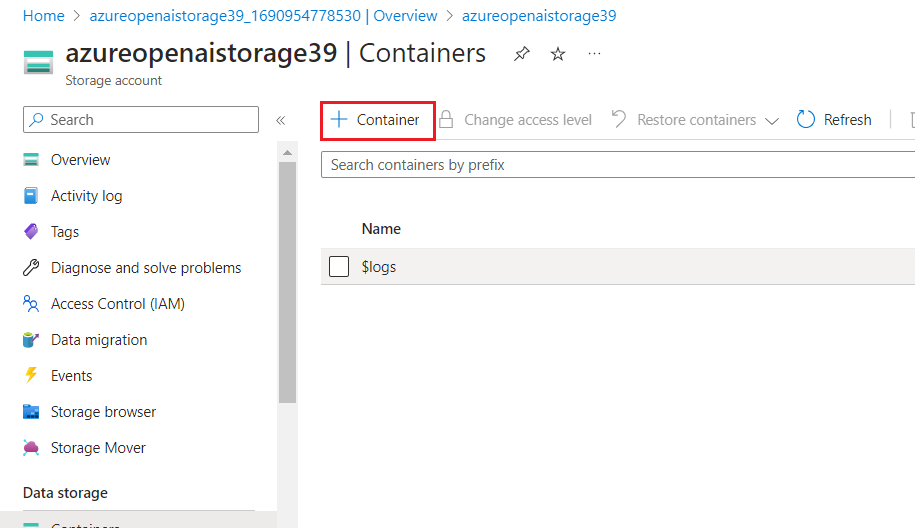 Home > azureopenaistorage39_1690954778530 | Overview > azureopenaistorage39
azureopenaistorage39 | Containers
Storage account
Search
Container
Change access level
Restore containers
Refresh
Search containers by prefix
Overview
Activity log
Tags
Diagnose and solve problems
Access Control (IAM)
Data migration
Events
Storage browser
Storage Mover
Data storage
Containers
Name
$logs